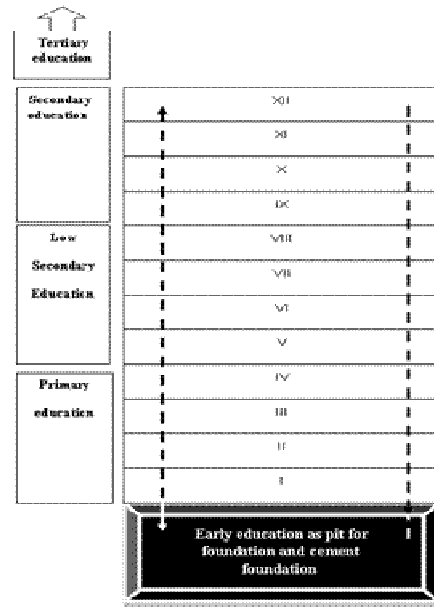 Tertiary
education
Secondary
education
XII
XI
X
IX
Low
Secondary
Education
VIII
VII
VI
V
Primary
education
IV
III
II
I
Early education as pit for
foundation and cement
foundation